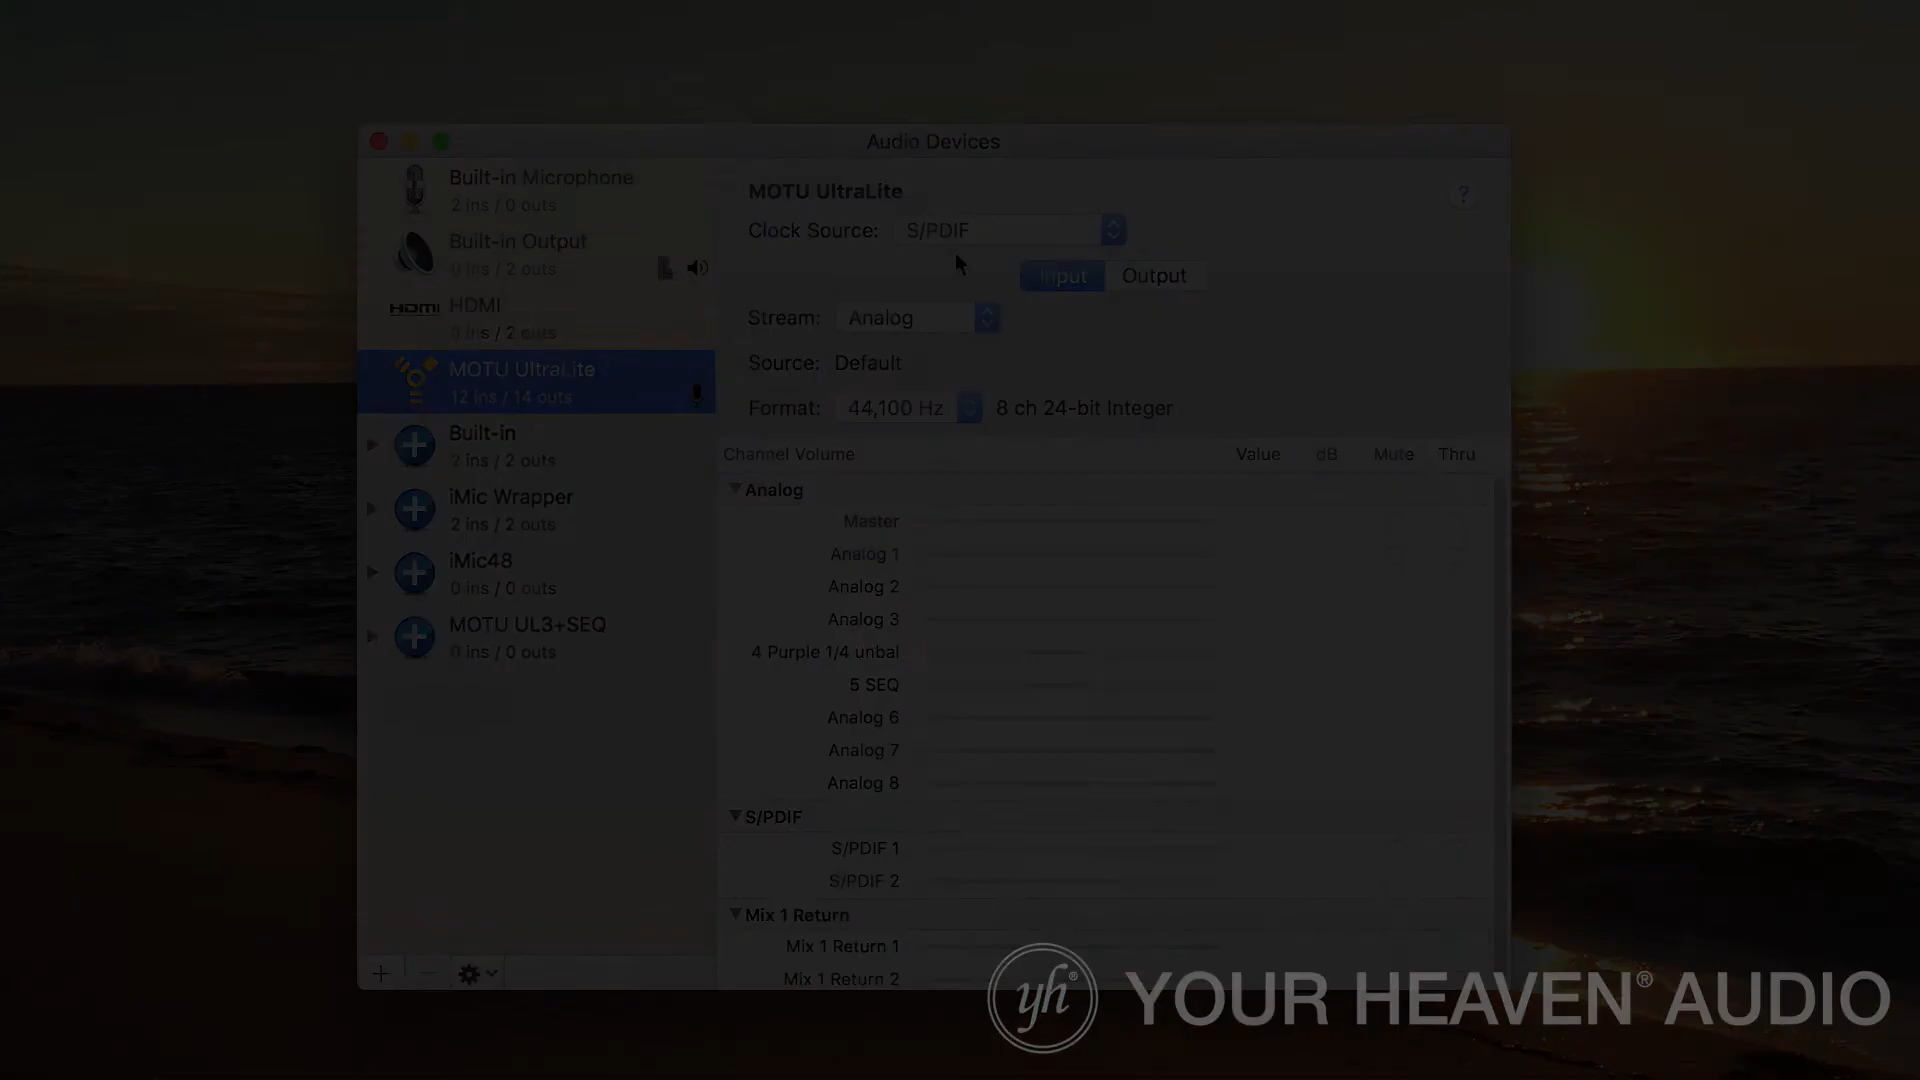 Audio Devices
Built-in Microphone
2 ins / 0 outs
Built-in Output
0 ins / 2 outs
HDMI HDMI
0 ins / 2 outs
MOTU UltraLite
12 ins / 14 outs
Built-in
2 ins / 2 outs
iMic Wrapper
2 ins / 2 outs
iMic48
0 ins / 0 outs
MOTU UL3+SEQ
0 ins / 0 outs
MOTU UltraLite
?
Clock Source: S/PDIF
Input Output
Stream: Analog
Source: Default
Format: 44,100 Hz 8 ch 24-bit Integer
Channel Volume Value dB Mute Thru
Analog
Master
Analog 1
Analog 2
Analog 3
4 Purple 1/4 unbal
5 SEQ
Analog 6
Analog 7
Analog 8
S/PDIF
S/PDIF 1
S/PDIF 2
Mix 1 Return
Mix 1 Return 1
Mix 1 Return 2
yh® YOUR HEAVEN® AUDIO